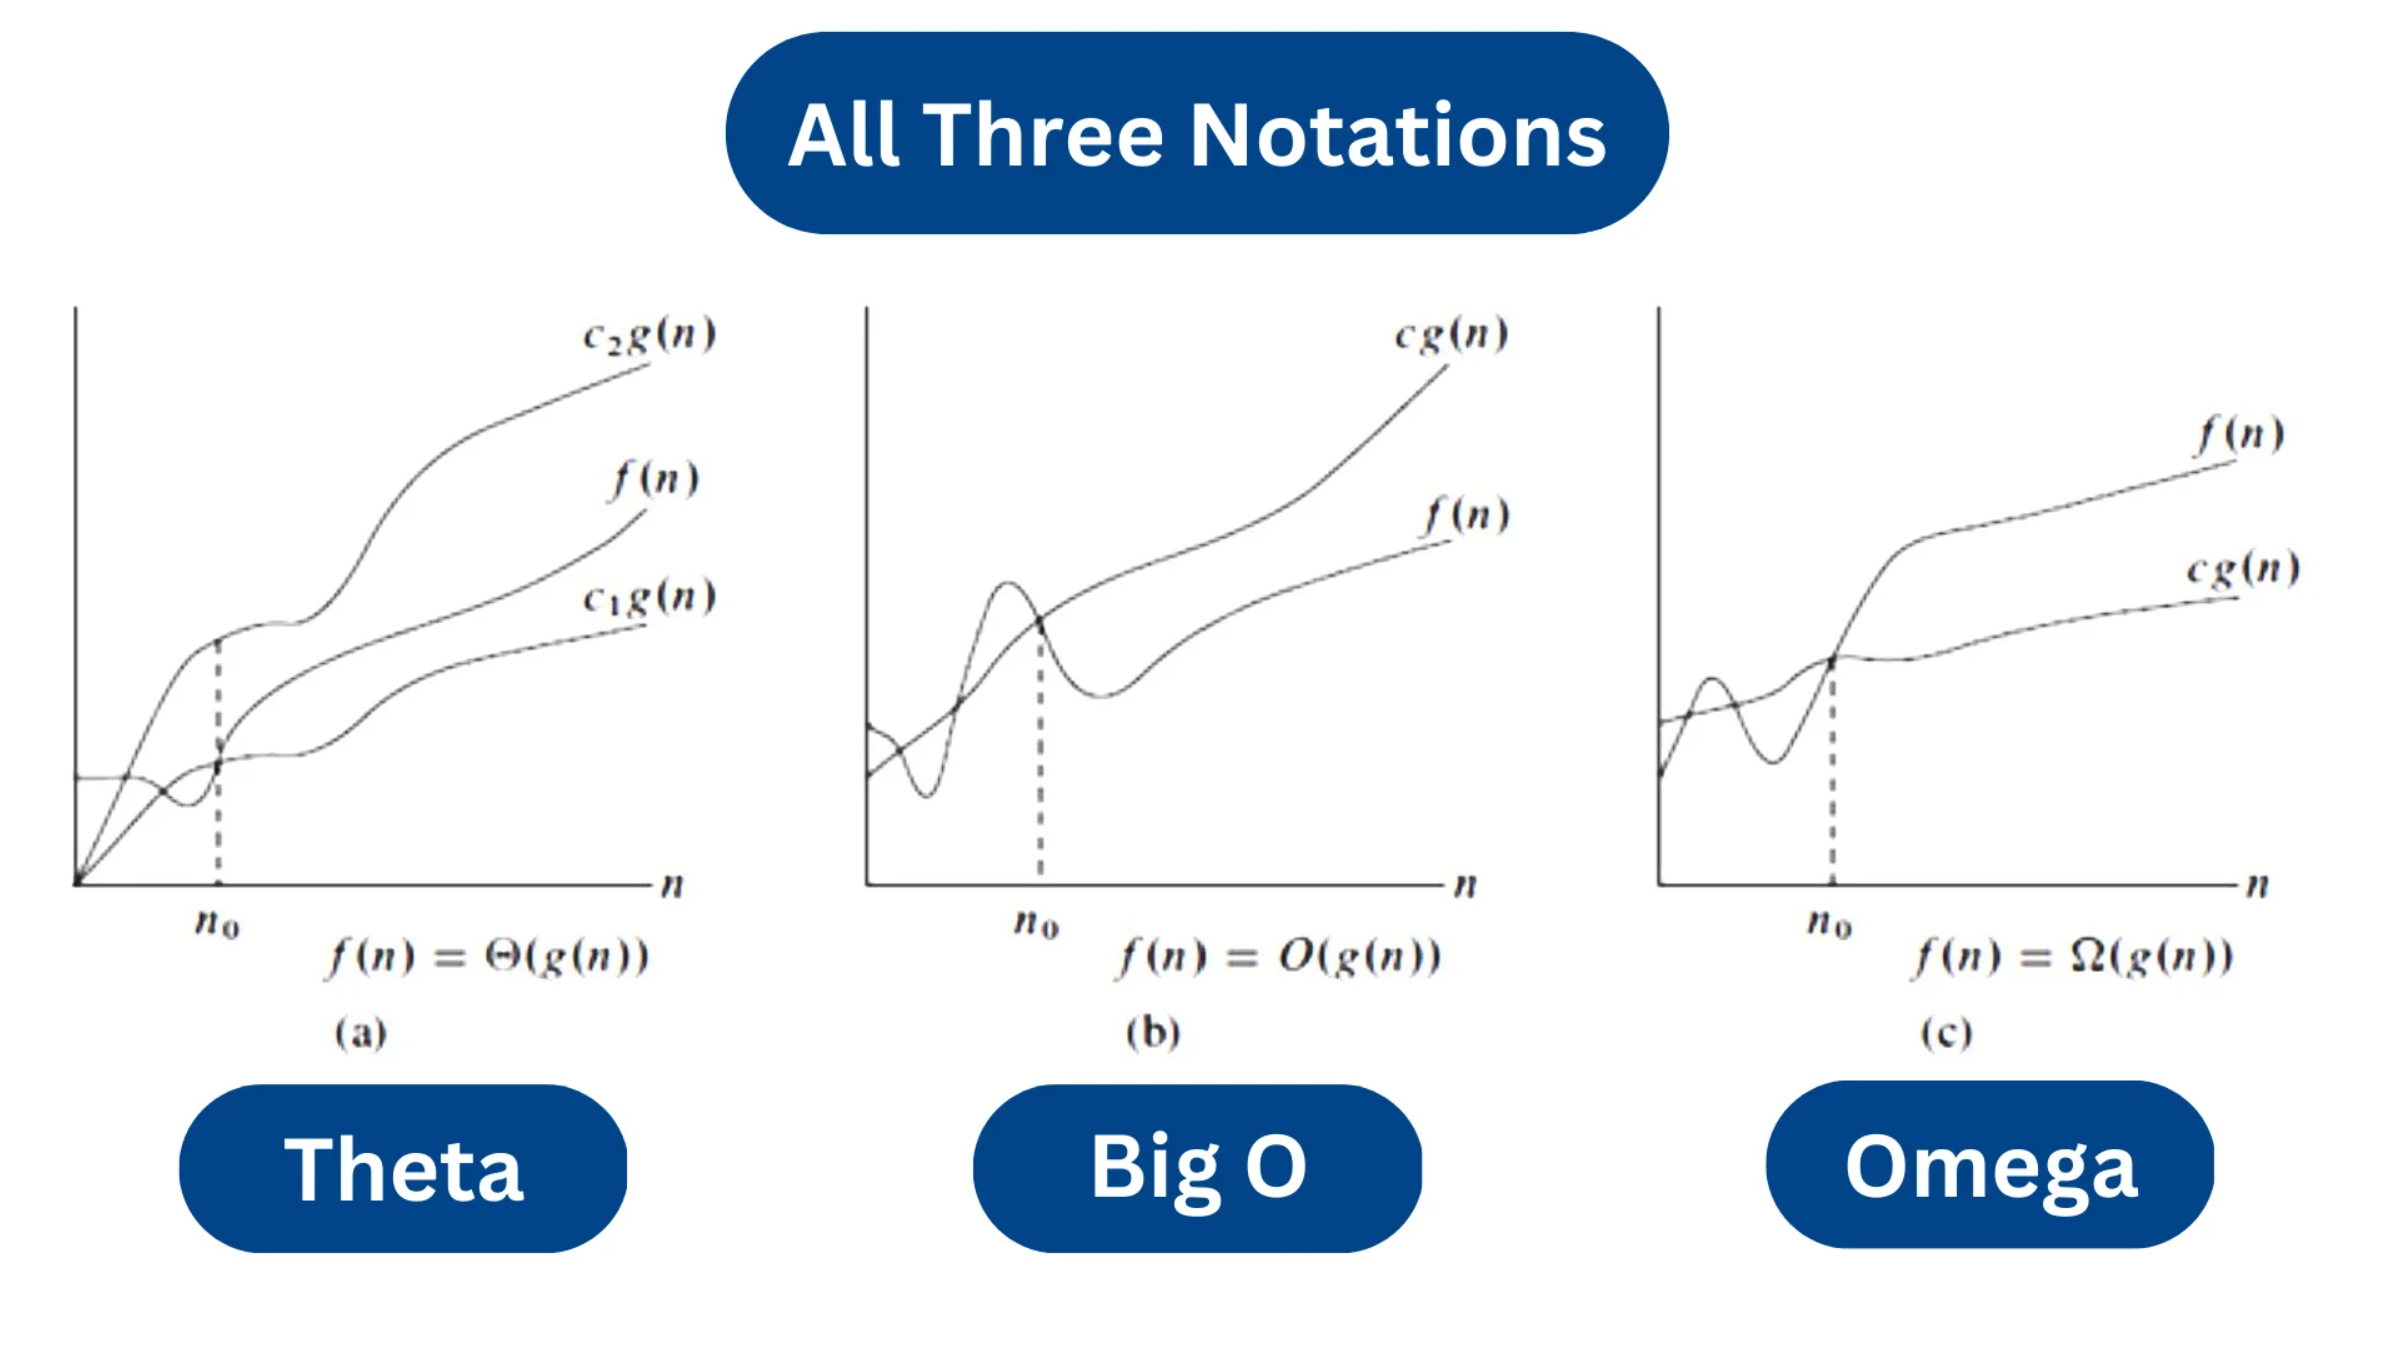 All Three Notations
c₂g(n)
f(n)
c₁g(n)
n
n₀
f(n) = Θ(g(n))
(a)
Theta
cg(n)
f(n)
n
n₀
f(n) = O(g(n))
(b)
Big O
f(n)
cg(n)
n
n₀
f(n) = Ω(g(n))
(c)
Omega